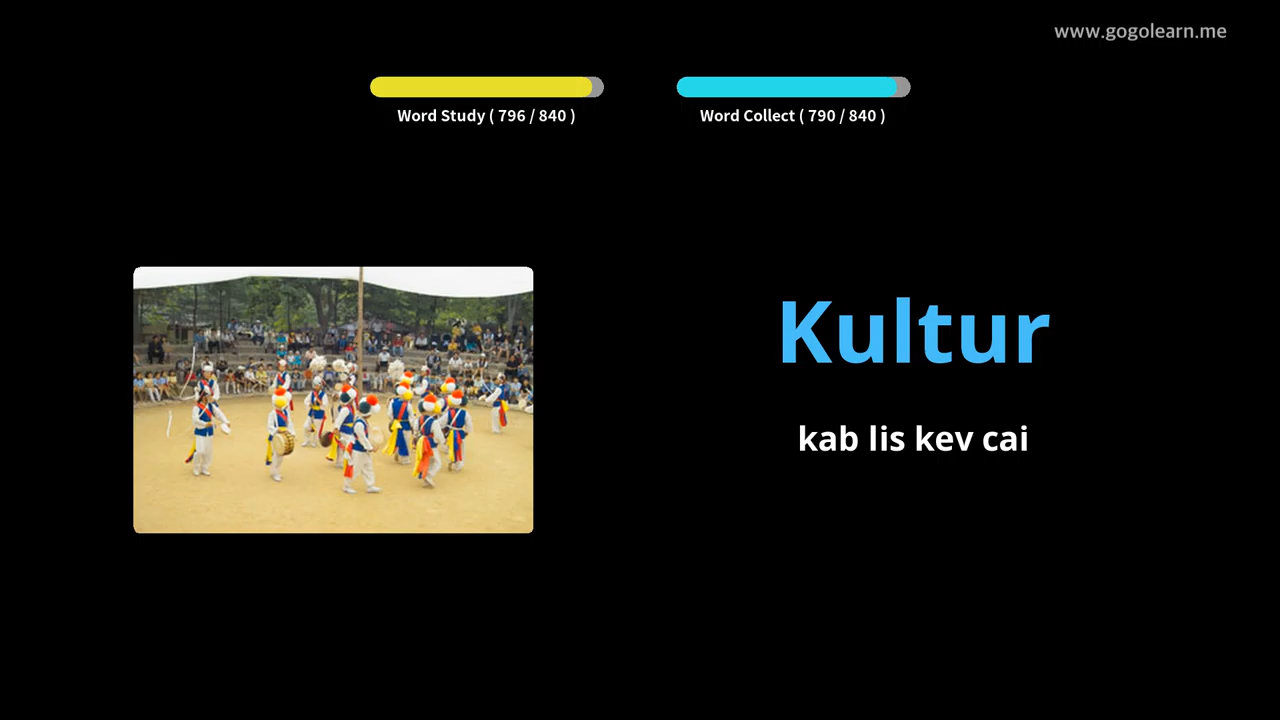 www.gogolearn.me
Word Study ( 796 / 840 )
Word Collect ( 790 / 840 )
Kultur
kab lis kev cai